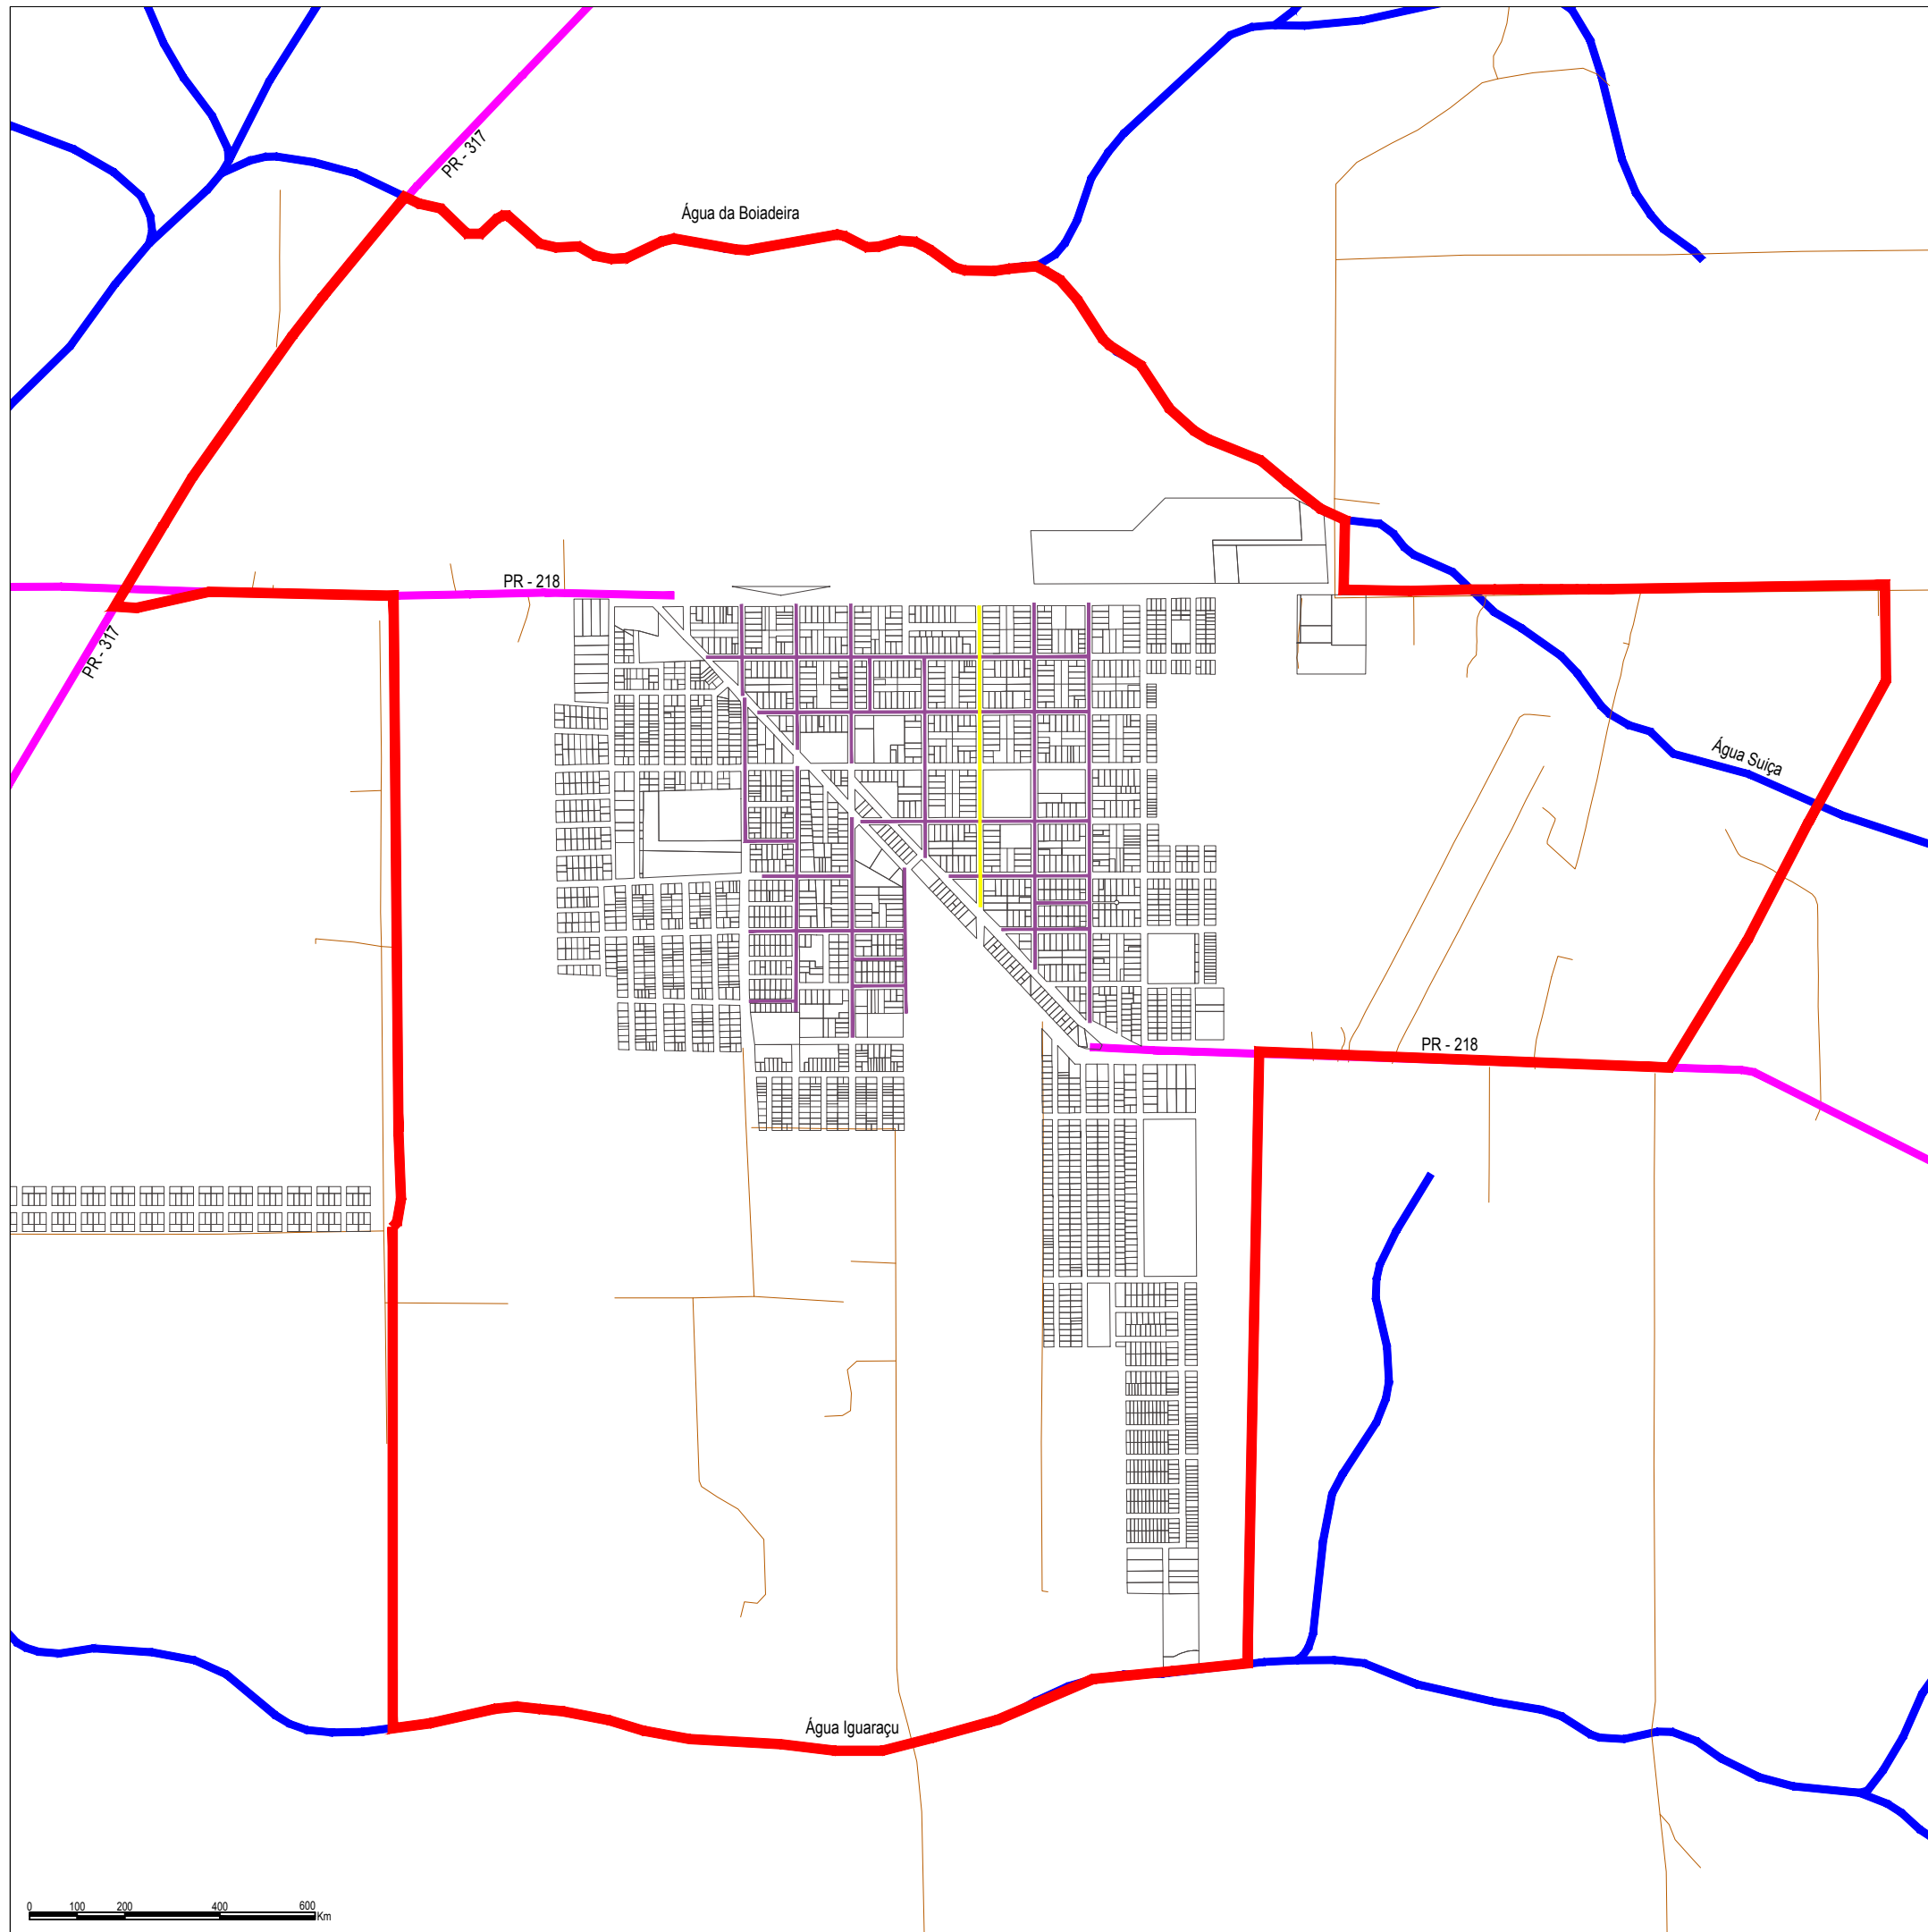 PR - 317
Água da Boiadeira
PR - 218
PR - 317
Água Suiça
PR - 218
Água Iguaraçu
0 100 200 400 600
Km